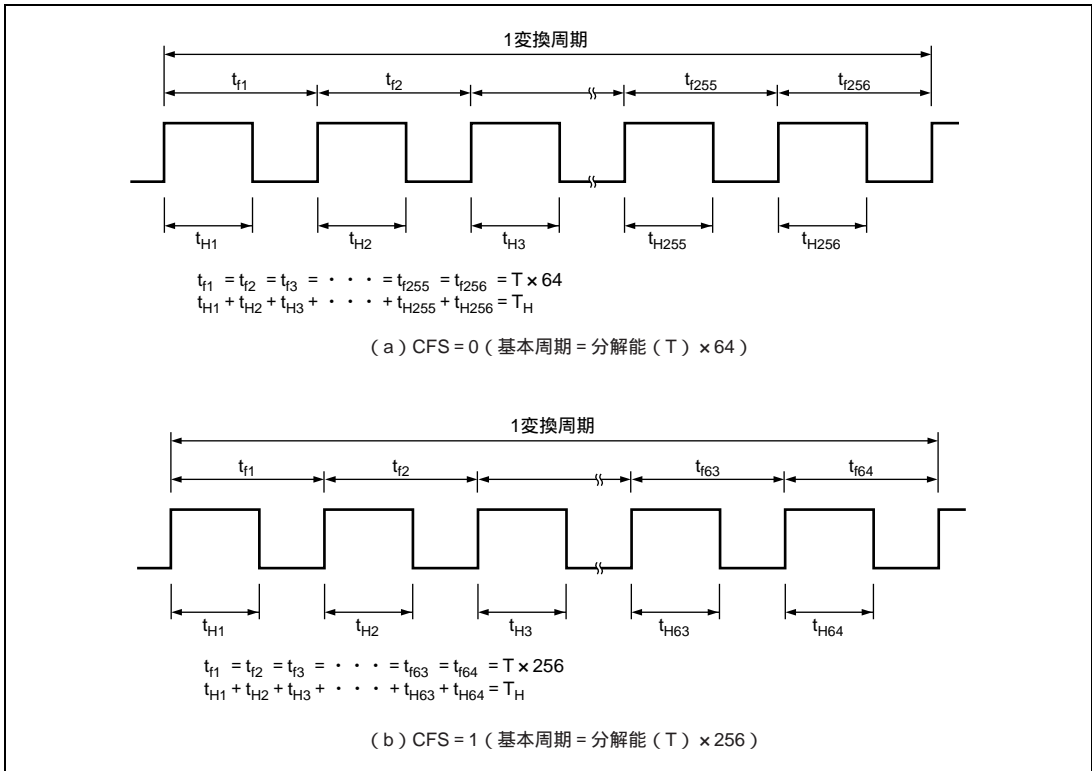 1変換周期
tf1 tf2 tf255 tf256
tH1 tH2 tH3 tH255 tH256
tf1 = tf2 = tf3 = ・・・ = tf255 = tf256 = T×64
tH1 + tH2 + tH3 + ・・・ + tH255 + tH256 = TH
（a）CFS = 0（基本周期 = 分解能（T）×64）
1変換周期
tf1 tf2 tf63 tf64
tH1 tH2 tH3 tH63 tH64
tf1 = tf2 = tf3 = ・・・ = tf63 = tf64 = T×256
tH1 + tH2 + tH3 + ・・・ + tH63 + tH64 = TH
（b）CFS = 1（基本周期 = 分解能（T）×256）